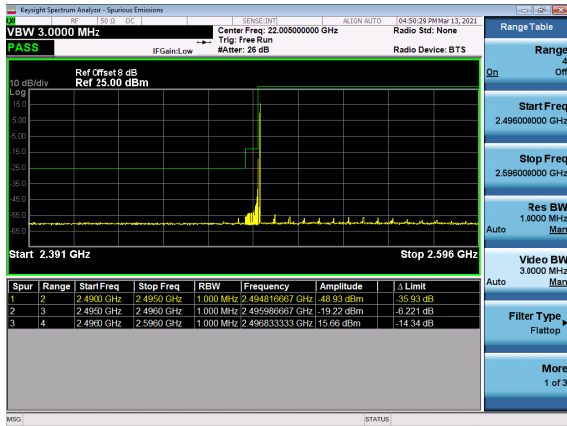 Keysight Spectrum Analyzer - Spurious Emissions
RF 50 Ω DC SENSE:INT ALIGN AUTO 04:50:29 PM Mar 13, 2021
VBW 3.0000 MHz
Center Freq: 22.005000000 GHz
Radio Std: None
Trig: Free Run
PASS
IFGain:Low
#Atten: 26 dB
Radio Device: BTS
Ref Offset 8 dB
10 dB/div Ref 25.00 dBm
Log
15.0
5.00
-5.00
-15.0
-25.0
-35.0
-45.0
-55.0
-65.0
Start 2.391 GHz Stop 2.596 GHz
Spur Range Start Freq Stop Freq RBW Frequency Amplitude Δ Limit
1 2 2.4900 GHz 2.4950 GHz 1.000 MHz 2.494816667 GHz -48.93 dBm -35.93 dB
2 3 2.4950 GHz 2.4960 GHz 1.000 MHz 2.495986667 GHz -19.22 dBm -6.221 dB
3 4 2.4960 GHz 2.5960 GHz 1.000 MHz 2.496833333 GHz 15.66 dBm -14.34 dB
Range Table
Range
4
On Off
Start Freq
2.496000000 GHz
Stop Freq
2.596000000 GHz
Res BW
1.0000 MHz
Auto Man
Video BW
3.0000 MHz
Auto Man
Filter Type
Flattop
More
1 of 3
MSG STATUS